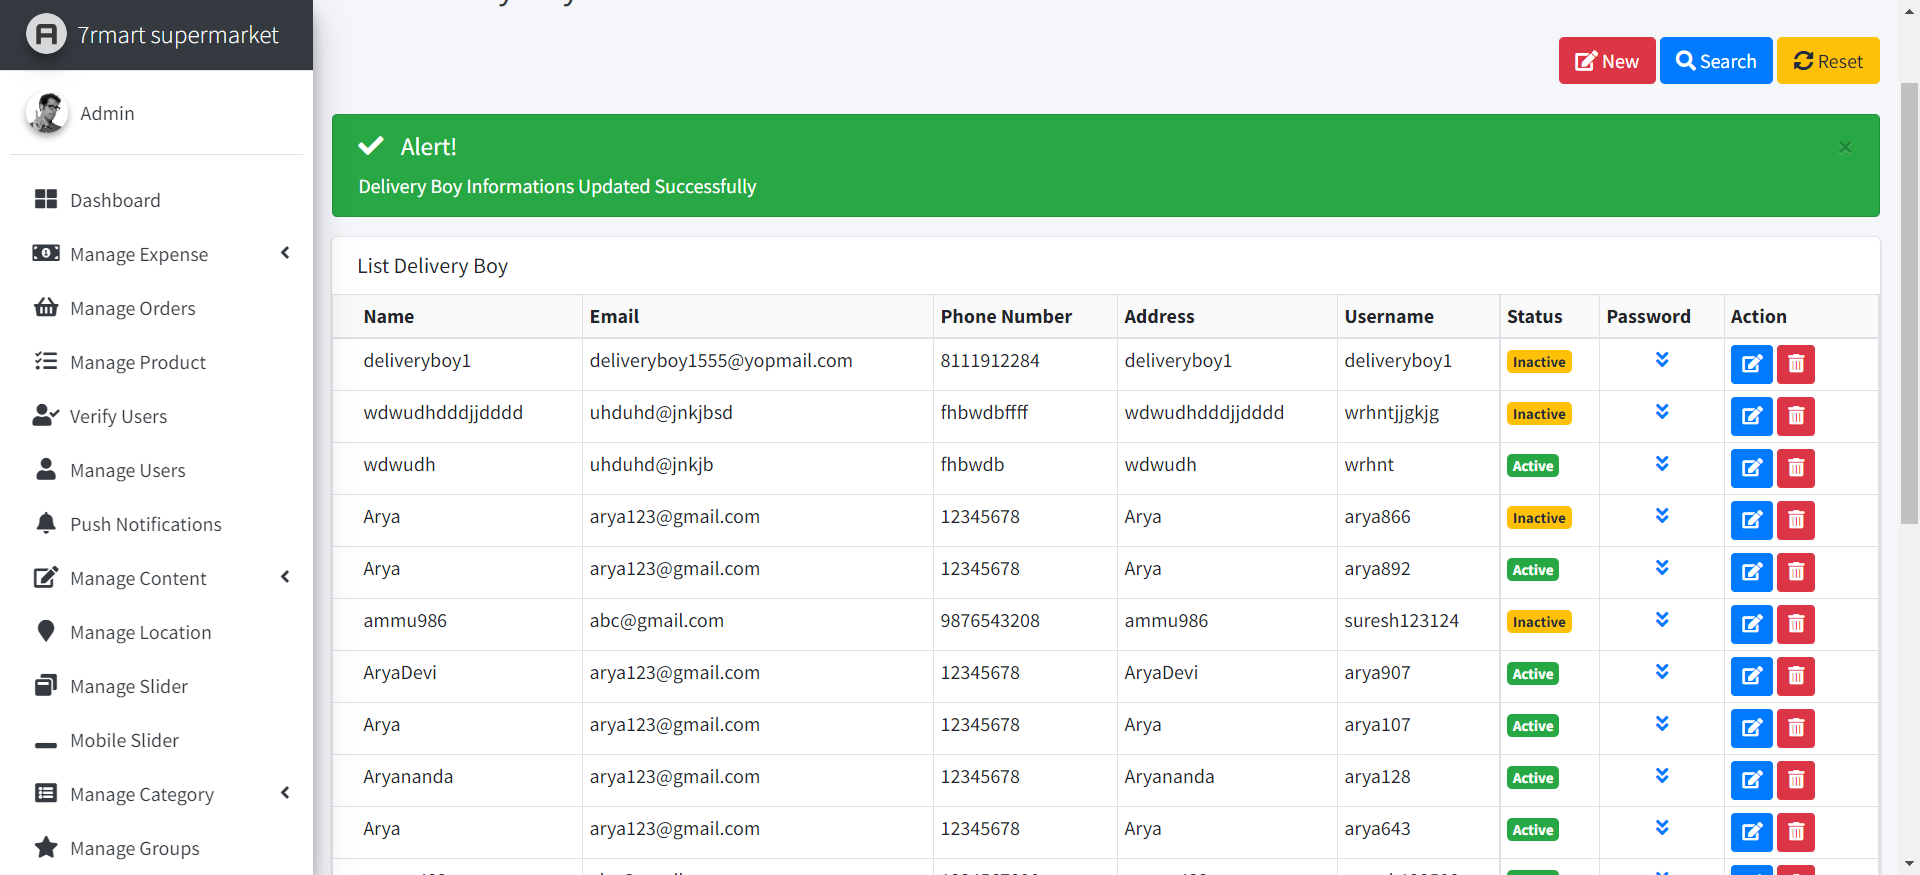 7rmart supermarket
Admin
Dashboard
Manage Expense
Manage Orders
Manage Product
Verify Users
Manage Users
Push Notifications
Manage Content
Manage Location
Manage Slider
Mobile Slider
Manage Category
Manage Groups
New Search Reset
Alert!
×
Delivery Boy Informations Updated Successfully
List Delivery Boy
Name Email Phone Number Address Username Status Password Action
deliveryboy1 deliveryboy1555@yopmail.com 8111912284 deliveryboy1 deliveryboy1 Inactive
wdwudhdddjjdddd uhduhd@jnkjbsd fhbwdbffff wdwudhdddjjdddd wrhntjjgkjg Inactive
wdwudh uhduhd@jnkjb fhbwdb wdwudh wrhnt Active
Arya arya123@gmail.com 12345678 Arya arya866 Inactive
Arya arya123@gmail.com 12345678 Arya arya892 Active
ammu986 abc@gmail.com 9876543208 ammu986 suresh123124 Inactive
AryaDevi arya123@gmail.com 12345678 AryaDevi arya907 Active
Arya arya123@gmail.com 12345678 Arya arya107 Active
Aryananda arya123@gmail.com 12345678 Aryananda arya128 Active
Arya arya123@gmail.com 12345678 Arya arya643 Active